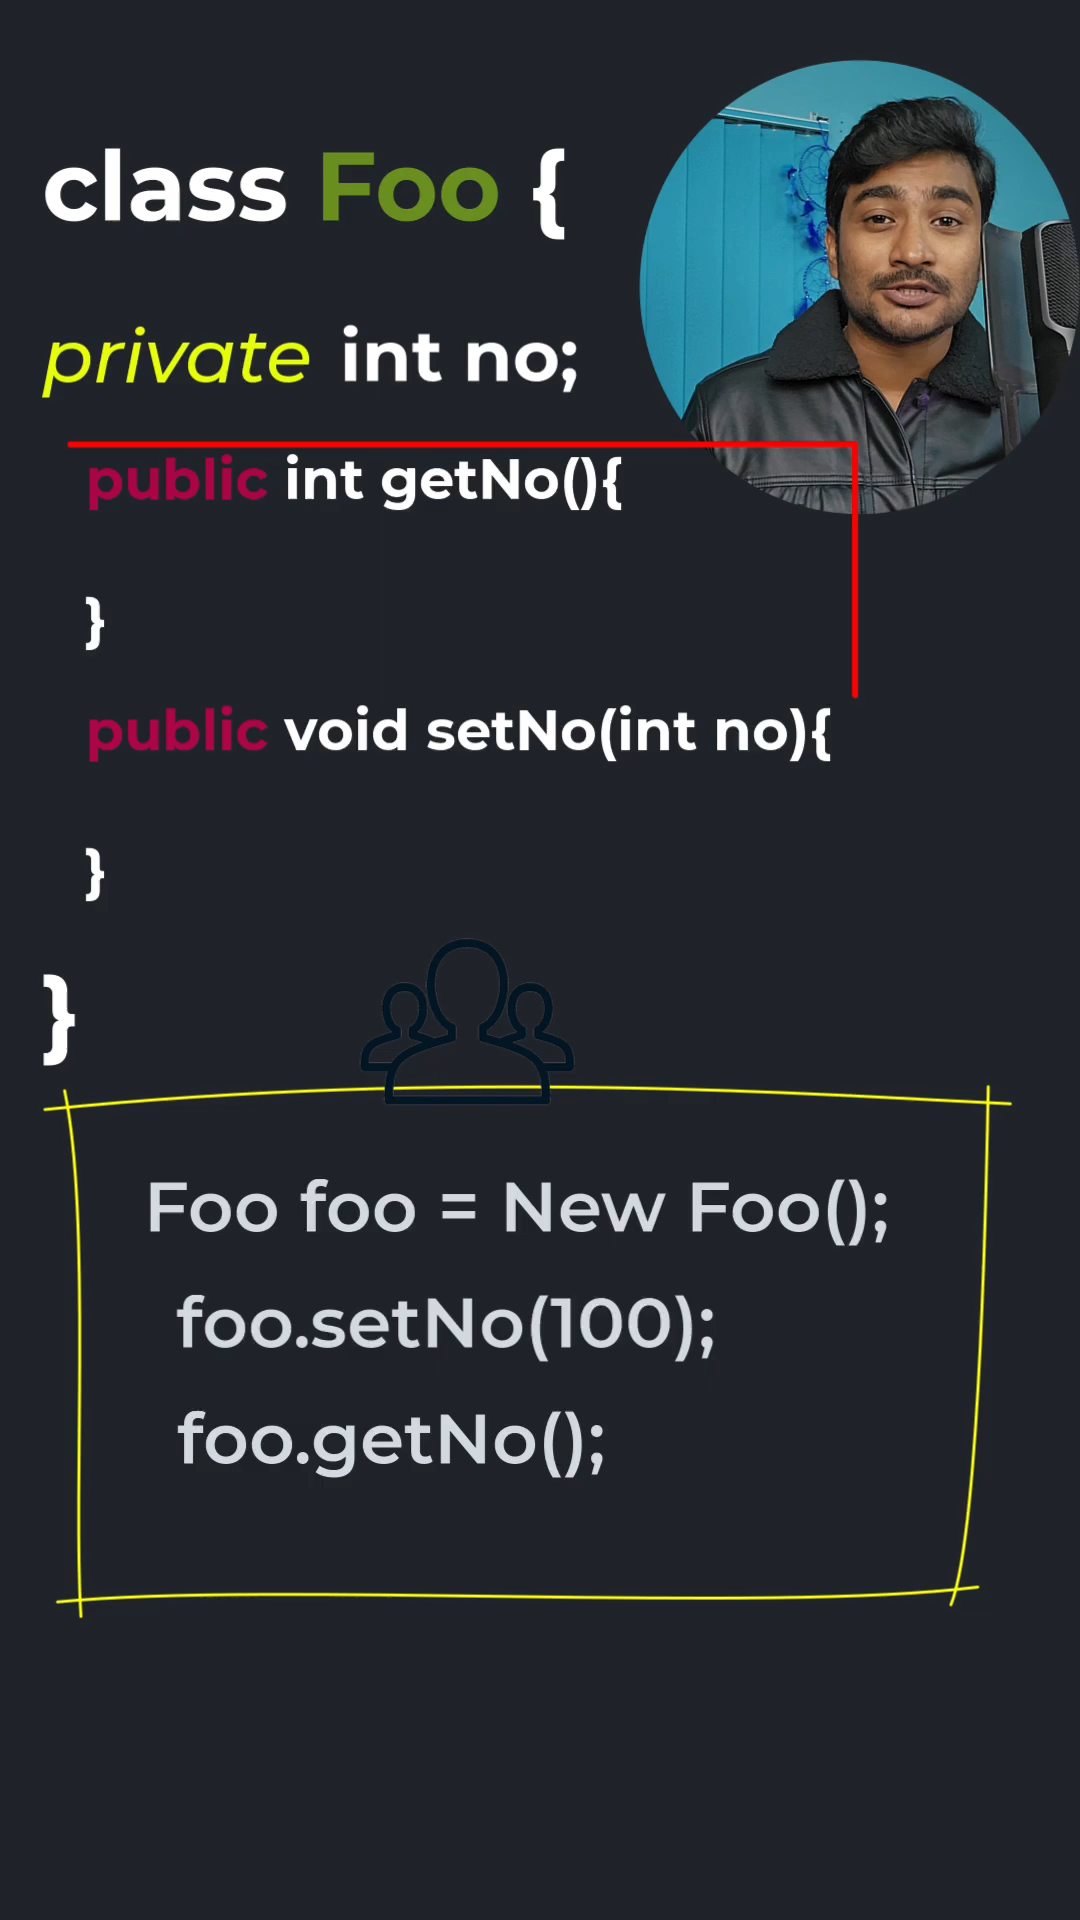 class Foo {
private int no;
public int getNo(){
}
public void setNo(int no){
}
}
Foo foo = New Foo();
foo.setNo(100);
foo.getNo();